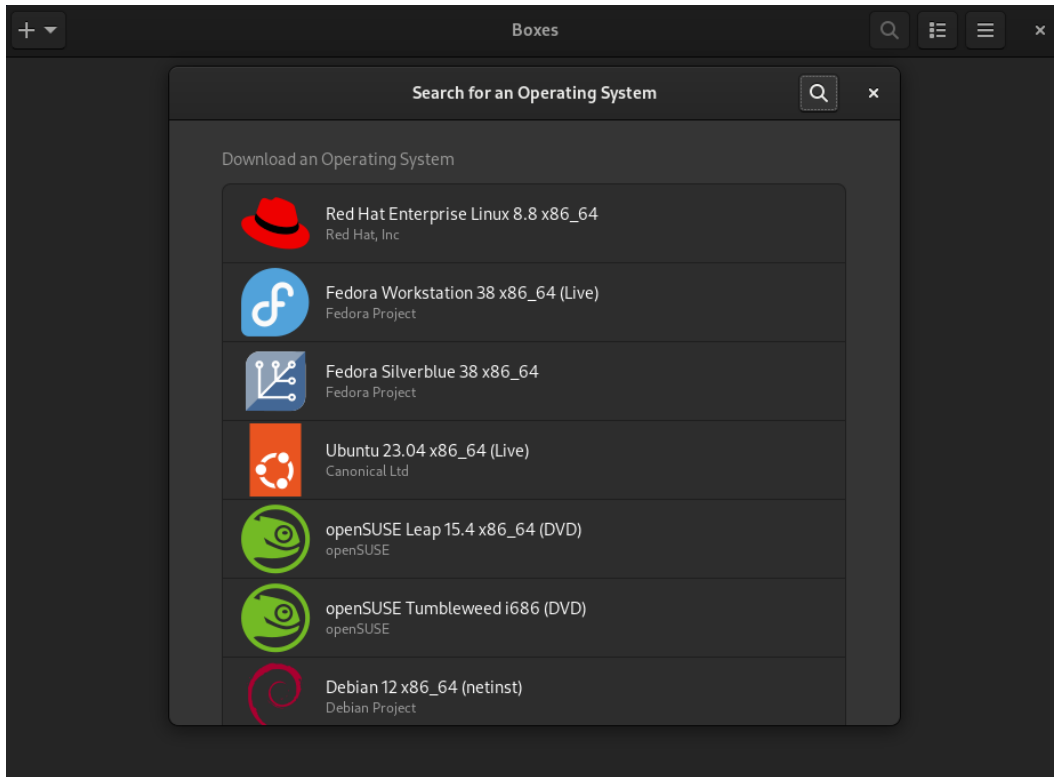 Boxes
Search for an Operating System
Download an Operating System
Red Hat Enterprise Linux 8.8 x86_64
Red Hat, Inc
Fedora Workstation 38 x86_64 (Live)
Fedora Project
Fedora Silverblue 38 x86_64
Fedora Project
Ubuntu 23.04 x86_64 (Live)
Canonical Ltd
openSUSE Leap 15.4 x86_64 (DVD)
openSUSE
openSUSE Tumbleweed i686 (DVD)
openSUSE
Debian 12 x86_64 (netinst)
Debian Project